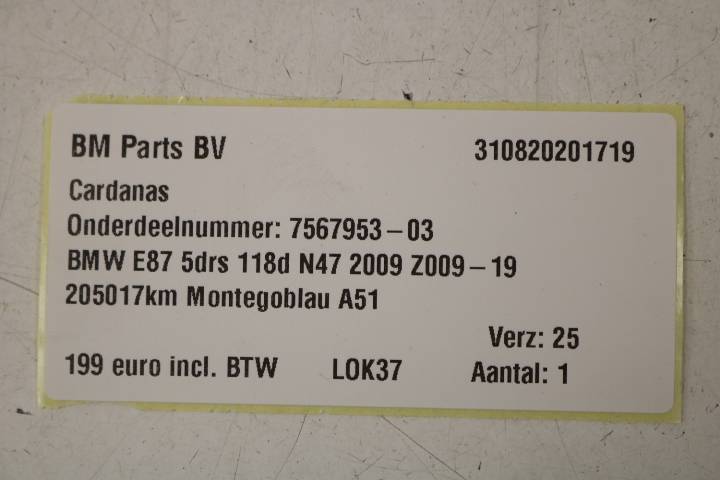 BM Parts BV 310820201719
Cardanas
Onderdeelnummer: 7567953-03
BMW E87 5drs 118d N47 2009 Z009-19
205017km Montegoblau A51
Verz: 25
199 euro incl. BTW LOK37 Aantal: 1